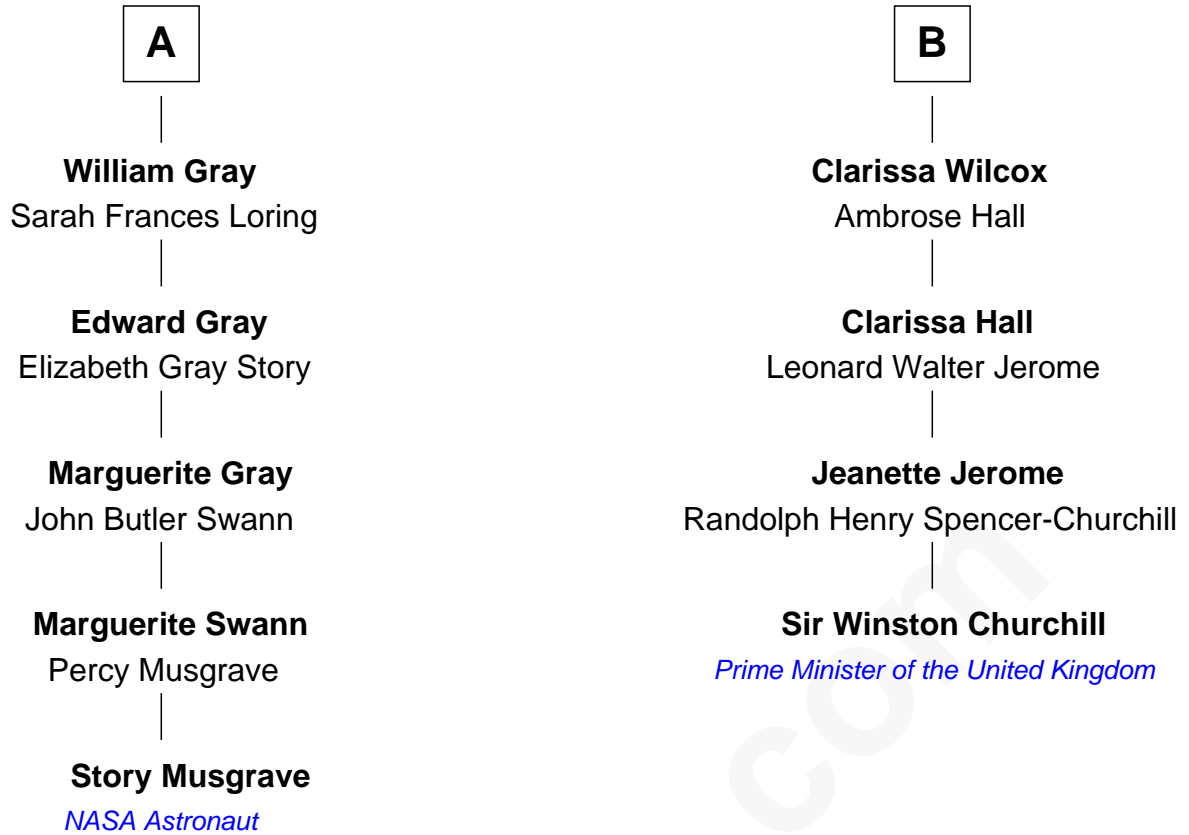 A
William Gray
Sarah Frances Loring
Edward Gray
Elizabeth Gray Story
Marguerite Gray
John Butler Swann
Marguerite Swann
Percy Musgrave
Story Musgrave
NASA Astronaut
B
Clarissa Wilcox
Ambrose Hall
Clarissa Hall
Leonard Walter Jerome
Jeanette Jerome
Randolph Henry Spencer-Churchill
Sir Winston Churchill
Prime Minister of the United Kingdom
com